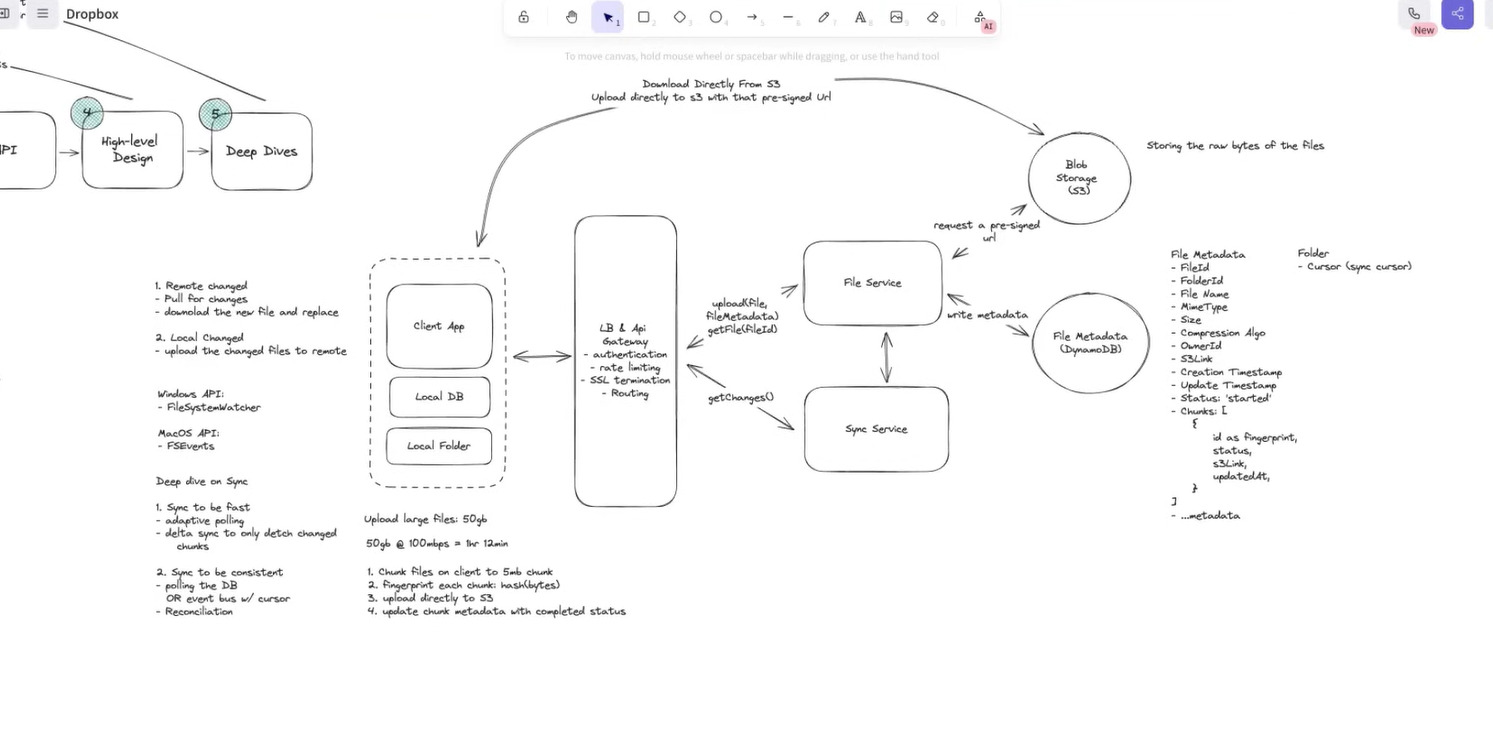 Dropbox
1
2
3
4
5
6
7
8
9
0
AI
New
To move canvas, hold mouse wheel or spacebar while dragging, or use the hand tool
4
5
High-level
Design
Deep Dives
Download Directly From S3
Upload directly to s3 with that pre-signed Url
Blob
Storage
(S3)
Storing the raw bytes of the files
request a pre-signed
url
1. Remote changed
- Pull for changes
- downolad the new file and replace
2. Local Changed
- upload the changed files to remote
Windows API:
- FileSystemWatcher
MacOS API:
- FSEvents
Deep dive on Sync
1. Sync to be fast
- adaptive polling
- delta sync to only detch changed
chunks
2. Sync to be consistent
- polling the DB
OR event bus w/ cursor
- Reconciliation
Client App
Local DB
Local Folder
Upload large files: 50gb
50gb @ 100mbps = 1hr 12min
1. Chunk files on client to 5mb chunk
2. fingerprint each chunk: hash(bytes)
3. upload directly to S3
4. update chunk metadata with completed status
LB & Api
Gateway
- authentication
- rate limiting
- SSL termination
- Routing
upload(file,
fileMetadata)
getFile(fileId)
getChanges()
File Service
Sync Service
write metadata
File Metadata
(DynamoDB)
File Metadata
- FileId
- FolderId
- File Name
- MimeType
- Size
- Compression Algo
- OwnerId
- S3Link
- Creation Timestamp
- Update Timestamp
- Status: 'started'
- Chunks: [
{
id as fingerprint,
status,
s3Link,
updatedAt,
}
]
- ...metadata
Folder
- Cursor (sync cursor)